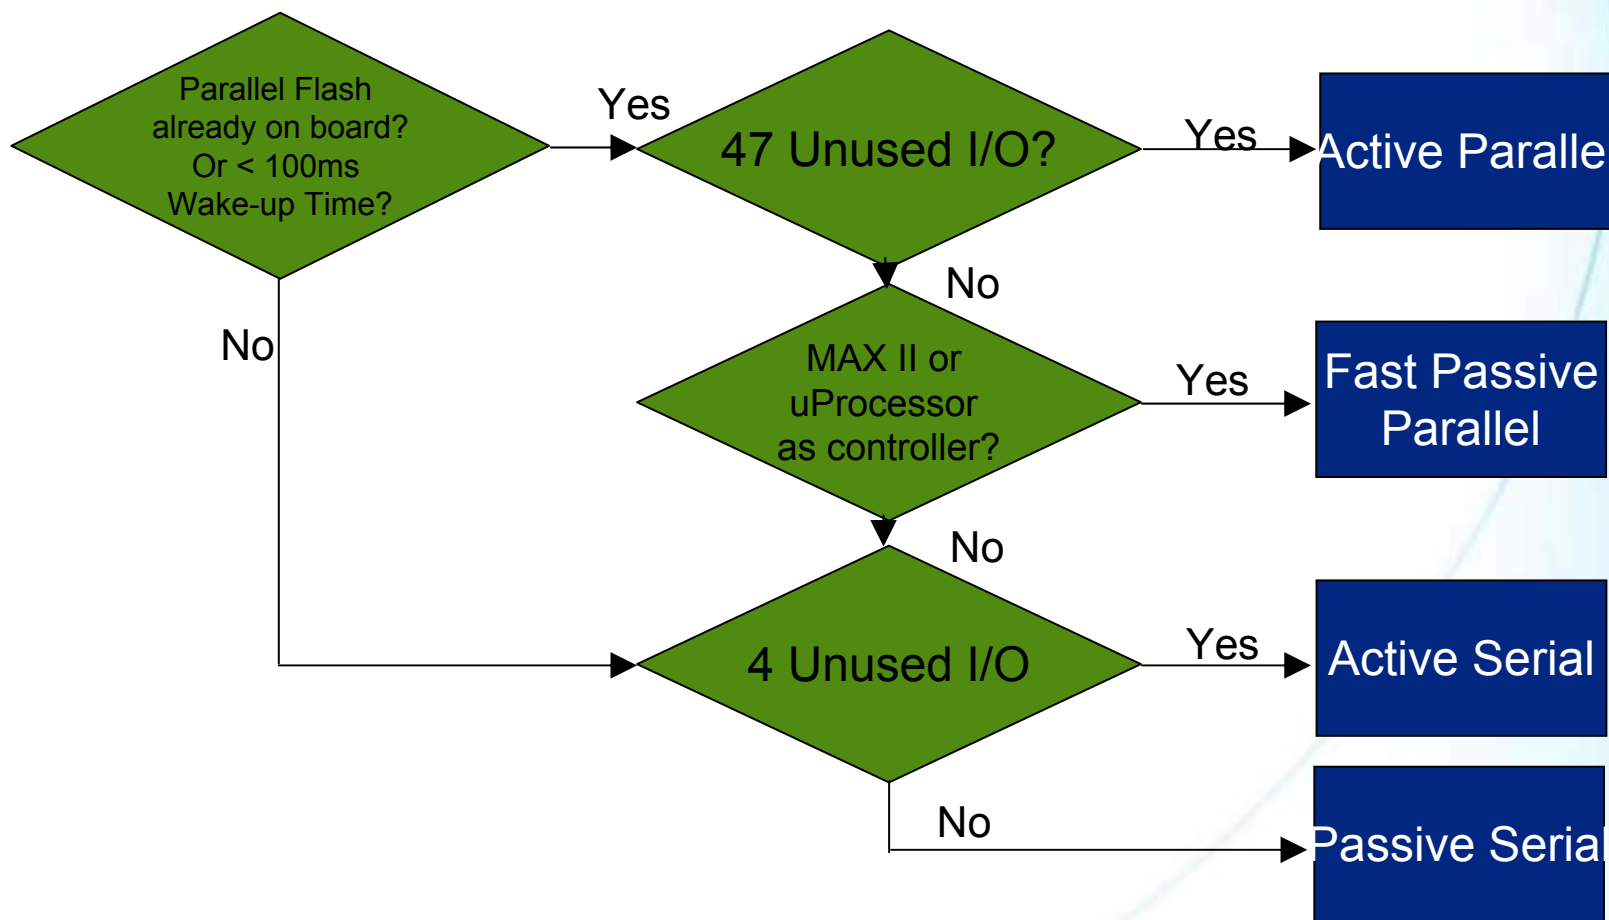 Parallel Flash
already on board?
Or < 100ms
Wake-up Time?
Yes
47 Unused I/O?
Yes
Active Paralle
No
No
MAX II or
uProcessor
as controller?
Yes
Fast Passive
Parallel
No
4 Unused I/O
Yes
Active Serial
No
Passive Serial